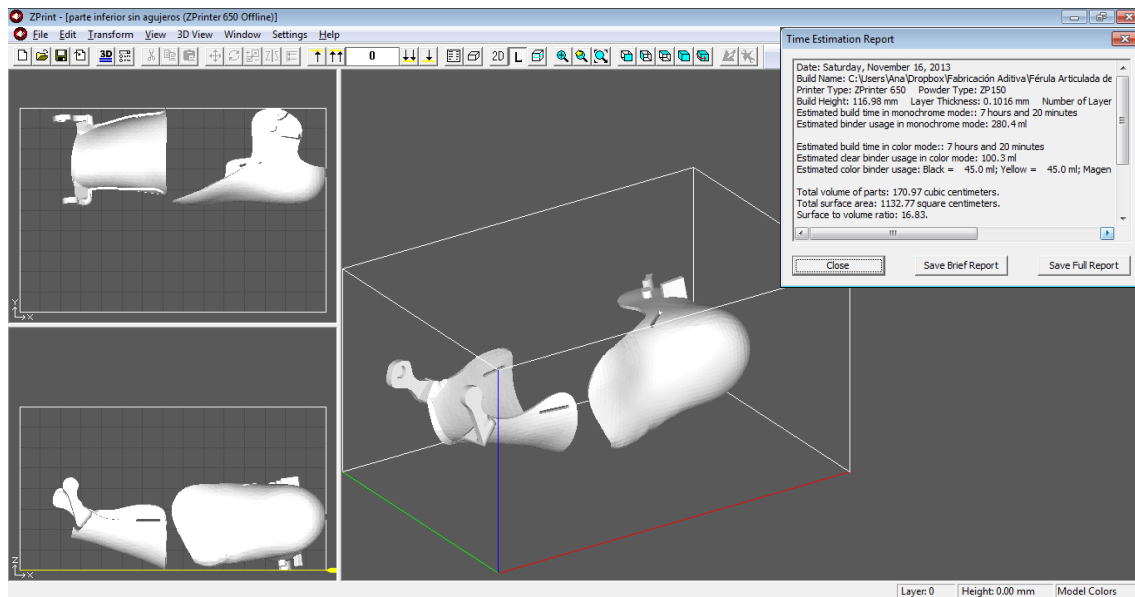 ZPrint - [parte inferior sin agujeros (ZPrinter 650 Offline)]
File Edit Transform View 3D View Window Settings Help
3D 0 2D L
Time Estimation Report
Date: Saturday, November 16, 2013
Build Name: C:\Users\Ana\Dropbox\Fabricación Aditiva\Férula Articulada de
Printer Type: ZPrinter 650 Powder Type: ZP150
Build Height: 116.98 mm Layer Thickness: 0.1016 mm Number of Layer
Estimated build time in monochrome mode:: 7 hours and 20 minutes
Estimated binder usage in monochrome mode: 280.4 ml
Estimated build time in color mode:: 7 hours and 20 minutes
Estimated clear binder usage in color mode: 100.3 ml
Estimated color binder usage: Black = 45.0 ml; Yellow = 45.0 ml; Magen
Total volume of parts: 170.97 cubic centimeters.
Total surface area: 1132.77 square centimeters.
Surface to volume ratio: 16.83.
Close Save Brief Report Save Full Report
Y
X
Z
X
Layer: 0 Height: 0.00 mm Model Colors